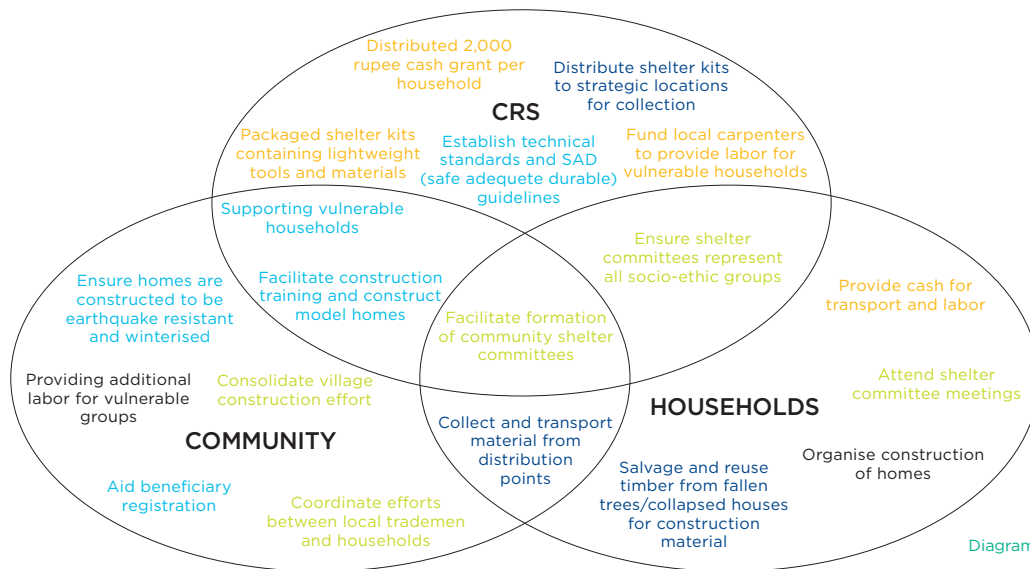 Distributed 2,000
rupee cash grant per
household
Distribute shelter kits
to strategic locations
for collection
CRS
Packaged shelter kits
containing lightweight
tools and materials
Establish technical
standards and SAD
(safe adequete durable)
guidelines
Fund local carpenters
to provide labor for
vulnerable households
Supporting vulnerable
households
Ensure shelter
committees represent
all socio-ethic groups
Ensure homes are
constructed to be
earthquake resistant
and winterised
Facilitate construction
training and construct
model homes
Provide cash for
transport and labor
Facilitate formation
of community shelter
committees
Providing additional
labor for vulnerable
groups
Consolidate village
construction effort
Attend shelter
committee meetings
HOUSEHOLDS
COMMUNITY
Collect and transport
material from
distribution
points
Organise construction
of homes
Salvage and reuse
timber from fallen
trees/collapsed houses
for construction
material
Aid beneficiary
registration
Coordinate efforts
between local trademen
and households
Diagram